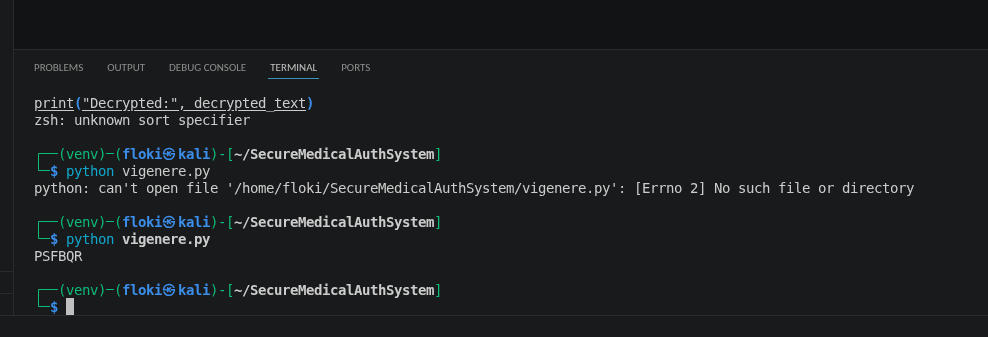 PROBLEMS OUTPUT DEBUG CONSOLE TERMINAL PORTS
print("Decrypted:", decrypted_text)
zsh: unknown sort specifier
┌──(venv)─(floki㉿kali)-[~/SecureMedicalAuthSystem]
└─$ python vigenere.py
python: can't open file '/home/floki/SecureMedicalAuthSystem/vigenere.py': [Errno 2] No such file or directory
┌──(venv)─(floki㉿kali)-[~/SecureMedicalAuthSystem]
└─$ python vigenere.py
PSFBQR
┌──(venv)─(floki㉿kali)-[~/SecureMedicalAuthSystem]
└─$